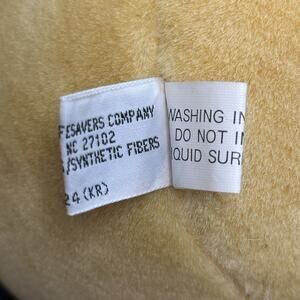 FESAVERS COMPANY
NC 27102
/SYNTHETIC FIBERS
24 (KR)
WASHING IN
DO NOT IN
QUID SUR